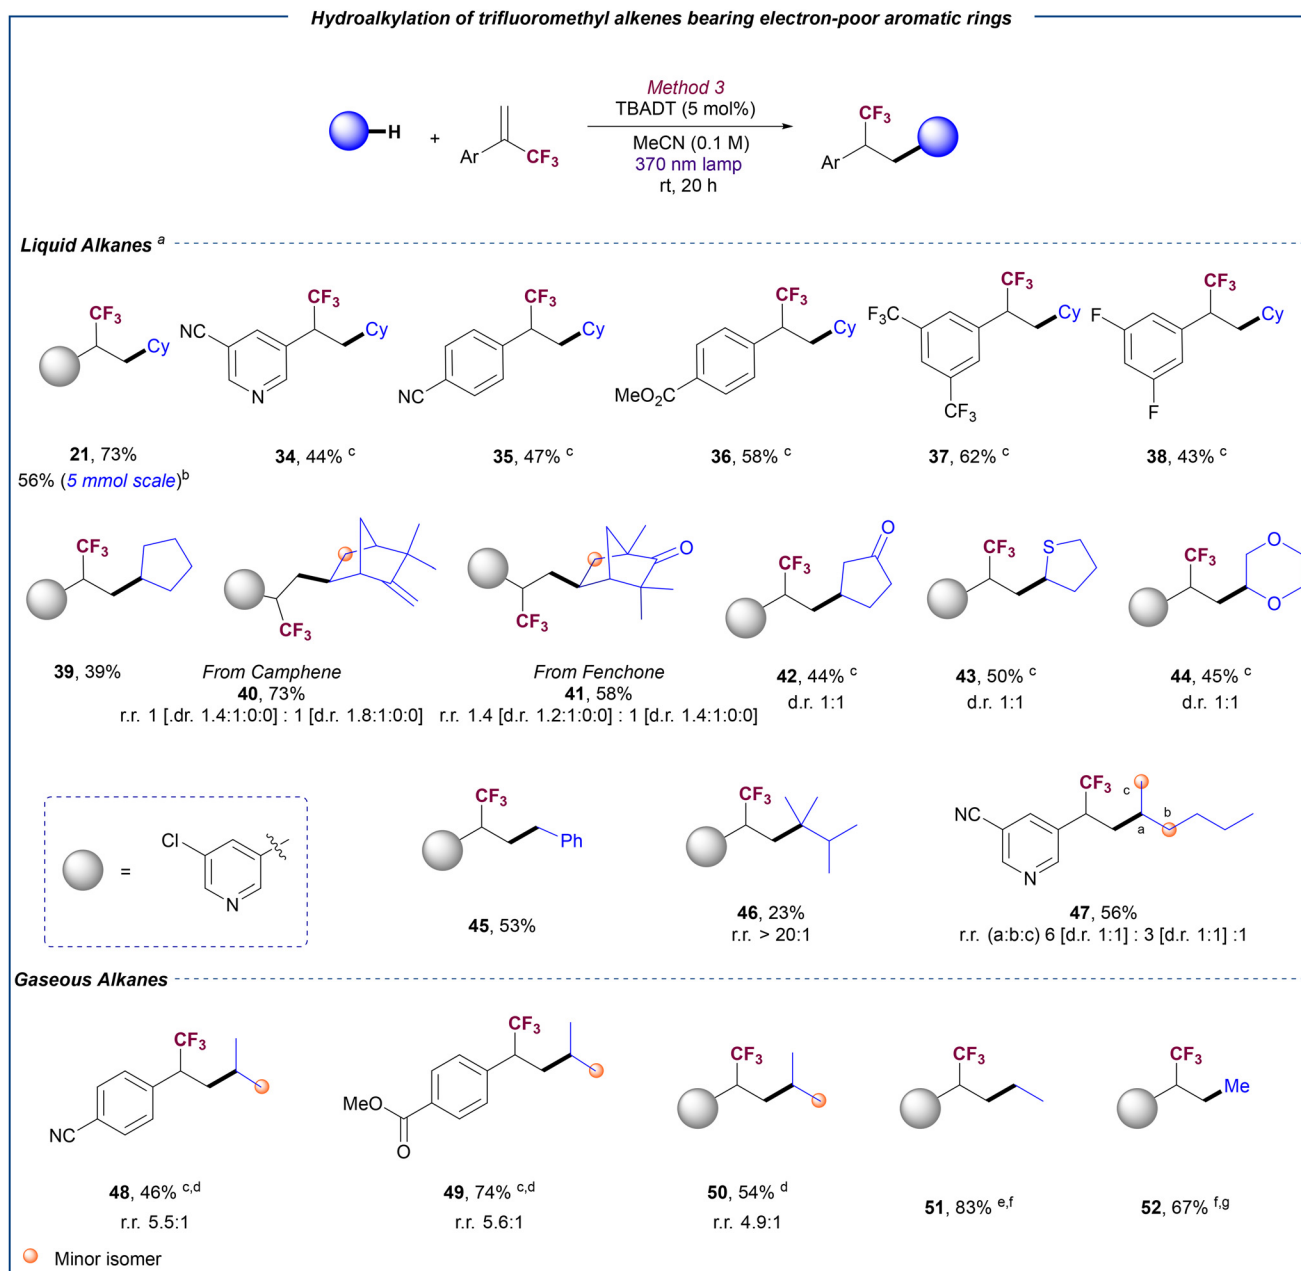 Hydroalkylation of trifluoromethyl alkenes bearing electron-poor aromatic rings
H
+
Ar
CF3
Method 3
TBADT (5 mol%)
MeCN (0.1 M)
370 nm lamp
rt, 20 h
CF3
Ar
Liquid Alkanes a
CF3
Cy
21, 73%
56% (5 mmol scale)b
NC
N
CF3
Cy
34, 44% c
NC
CF3
Cy
35, 47% c
MeO2C
CF3
Cy
36, 58% c
F3C
CF3
CF3
Cy
37, 62% c
F
F
CF3
Cy
38, 43% c
CF3
39, 39%
CF3
From Camphene
40, 73%
r.r. 1 [.dr. 1.4:1:0:0] : 1 [d.r. 1.8:1:0:0]
CF3
O
From Fenchone
41, 58%
r.r. 1.4 [d.r. 1.2:1:0:0] : 1 [d.r. 1.4:1:0:0]
CF3
O
42, 44% c
d.r. 1:1
CF3
S
43, 50% c
d.r. 1:1
CF3
O
O
44, 45% c
d.r. 1:1
=
Cl
N
CF3
Ph
45, 53%
CF3
46, 23%
r.r. > 20:1
NC
N
CF3
c
b
a
47, 56%
r.r. (a:b:c) 6 [d.r. 1:1] : 3 [d.r. 1:1] :1
Gaseous Alkanes
CF3
NC
48, 46% c,d
r.r. 5.5:1
CF3
MeO
O
49, 74% c,d
r.r. 5.6:1
CF3
50, 54% d
r.r. 4.9:1
CF3
51, 83% e,f
CF3
Me
52, 67% f,g
Minor isomer